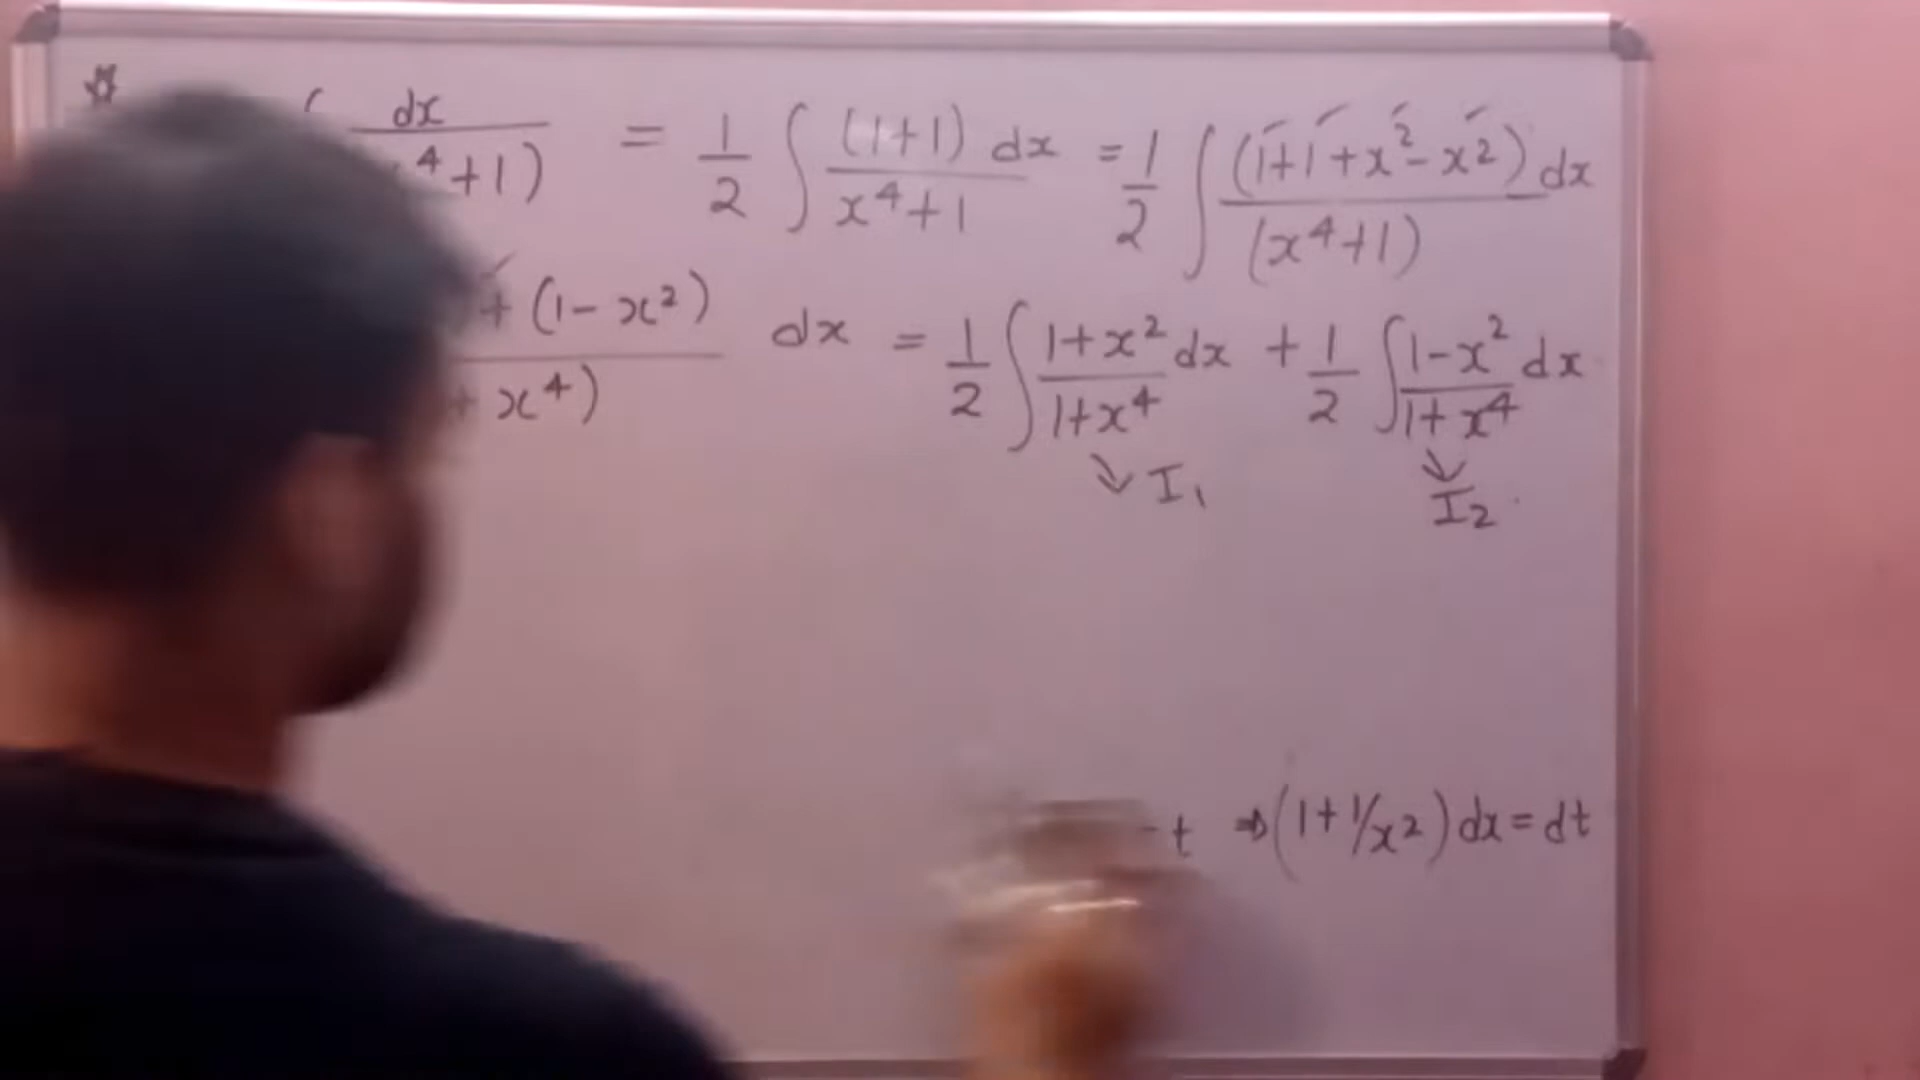 dx/(x⁴+1) = 1/2 ∫ (1+1)/(x⁴+1) dx = 1/2 ∫ (1+1+x²-x²)/(x⁴+1) dx
+ (1-x²)/(+ x⁴) dx = 1/2 ∫ (1+x²)/(1+x⁴) dx + 1/2 ∫ (1-x²)/(1+x⁴) dx
↘ I₁ ↓ I₂
t ⇒ (1+1/x²) dx = dt